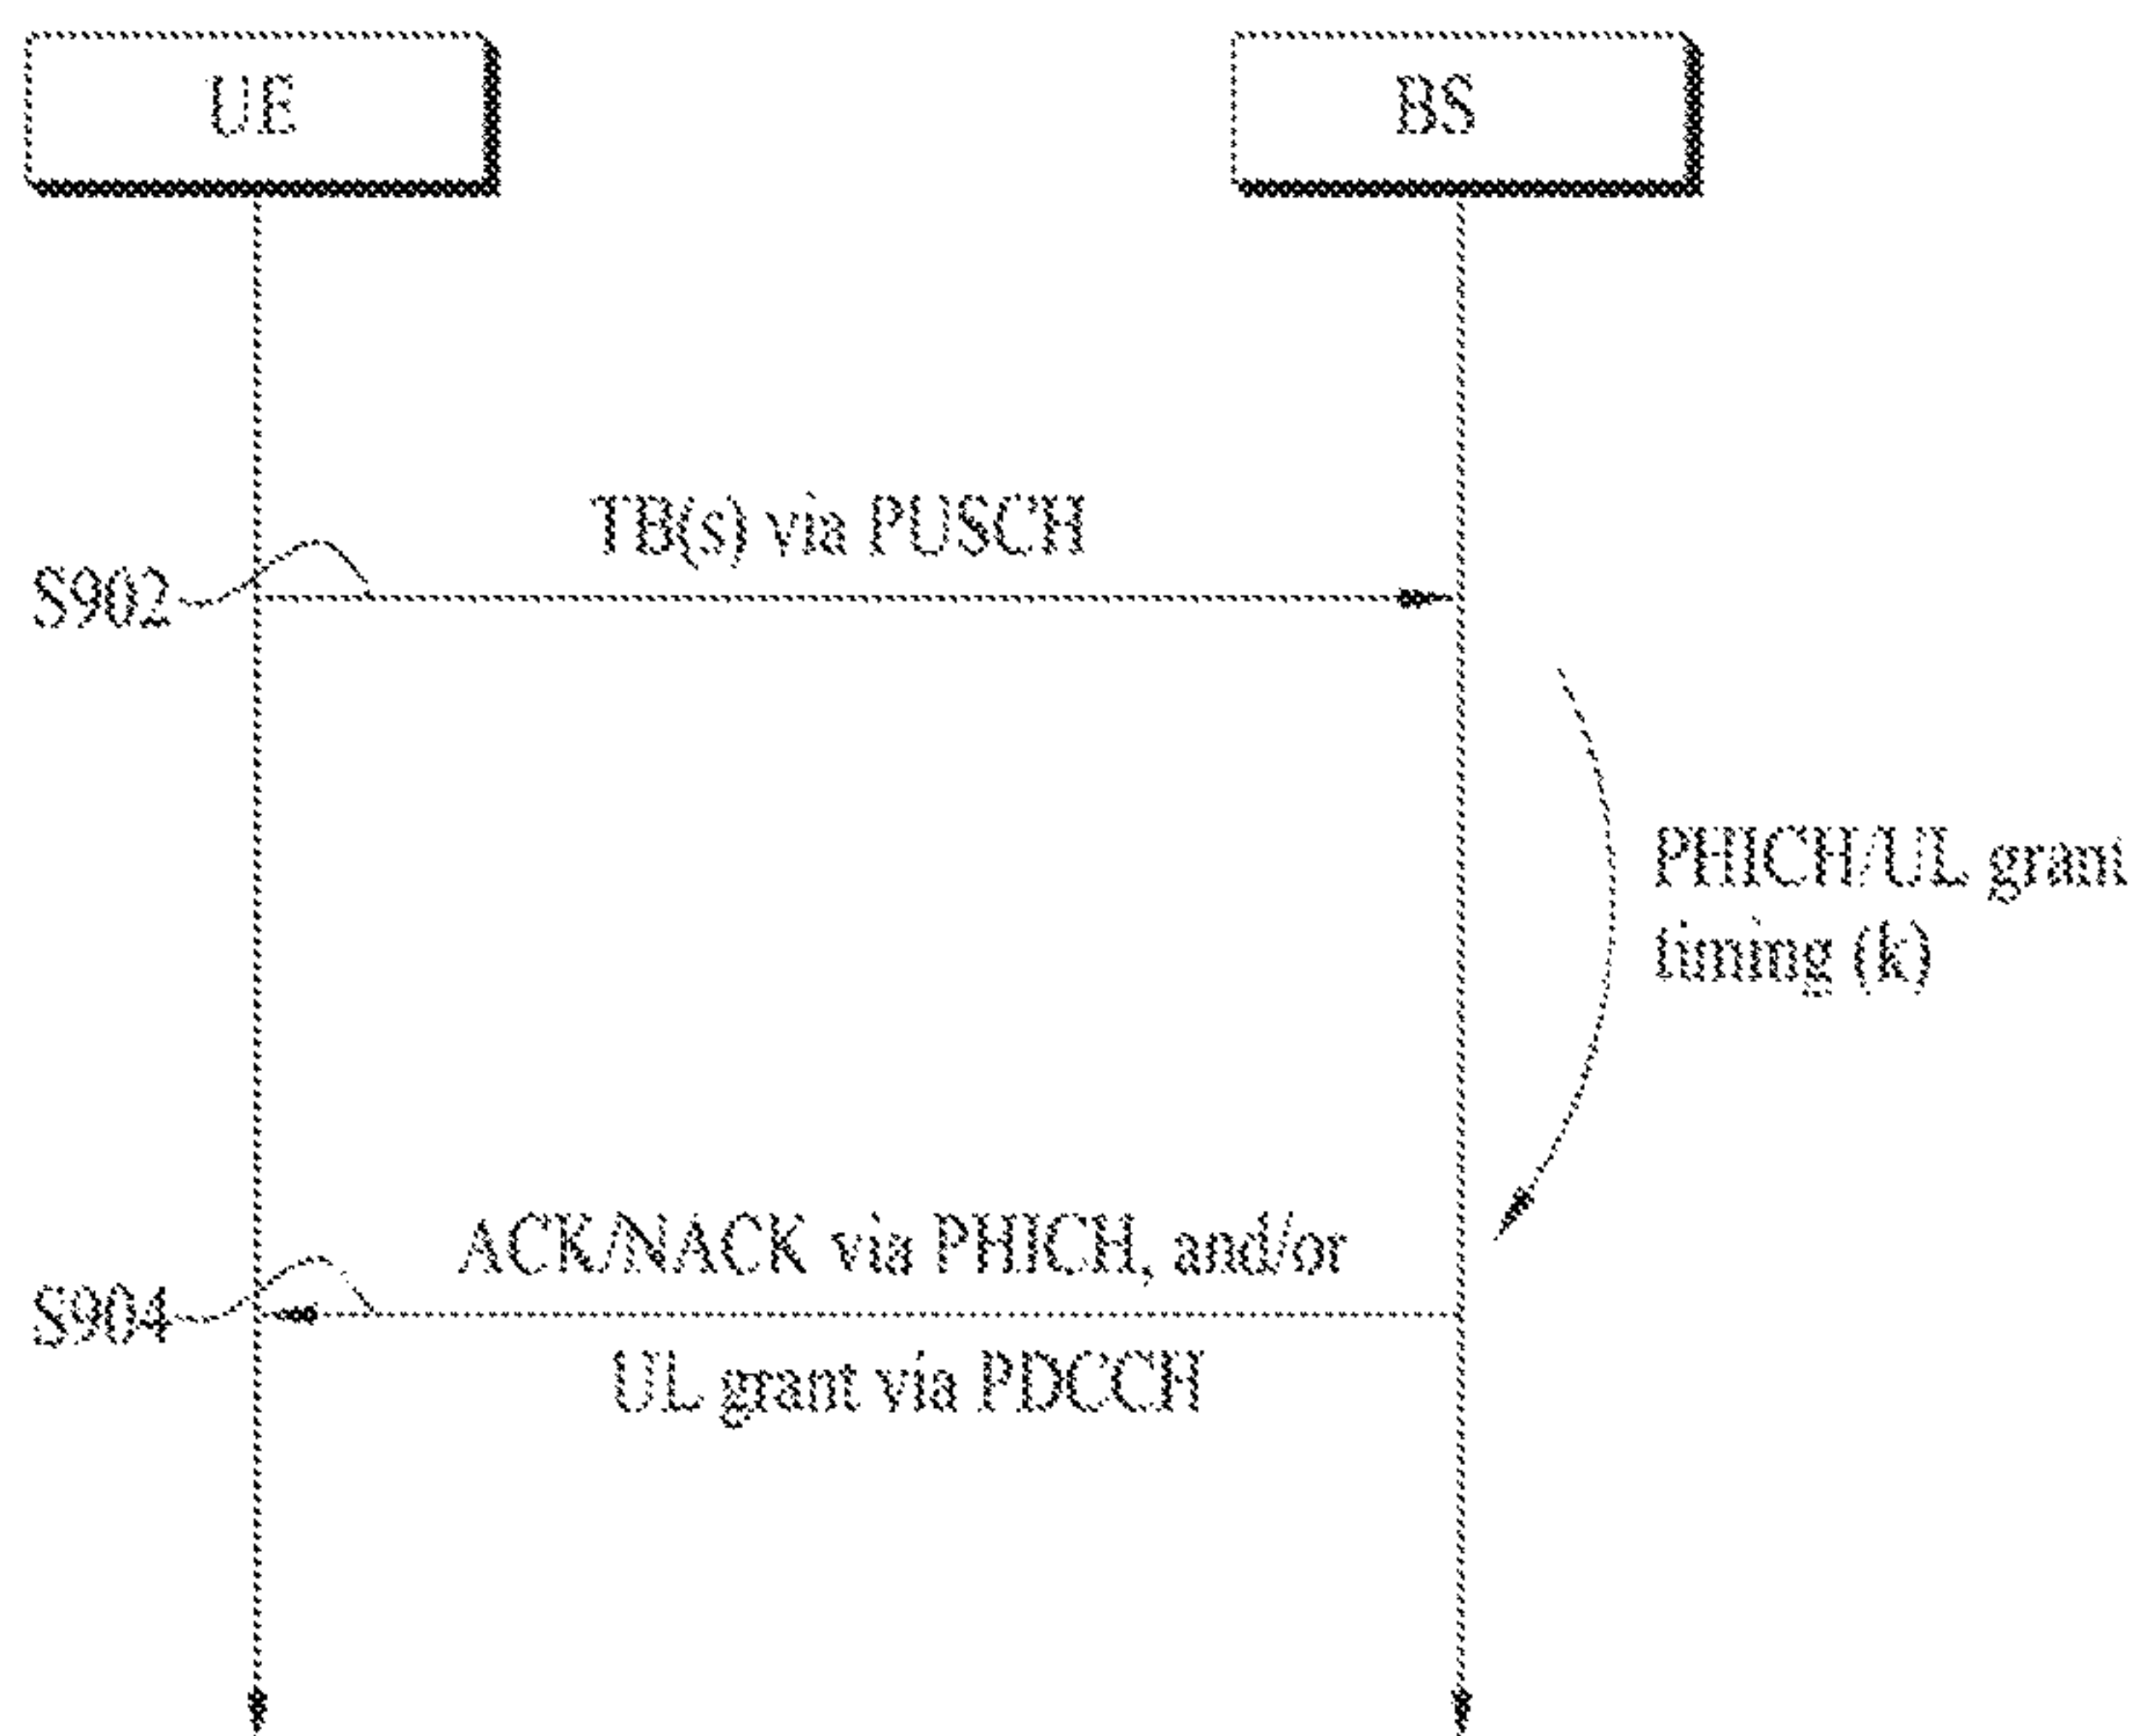 UE
BS
TB(s) via PUSCH
S902
PHICH/UL grant
timing (k)
ACK/NACK via PHICH, and/or
S904
UL grant via PDCCH